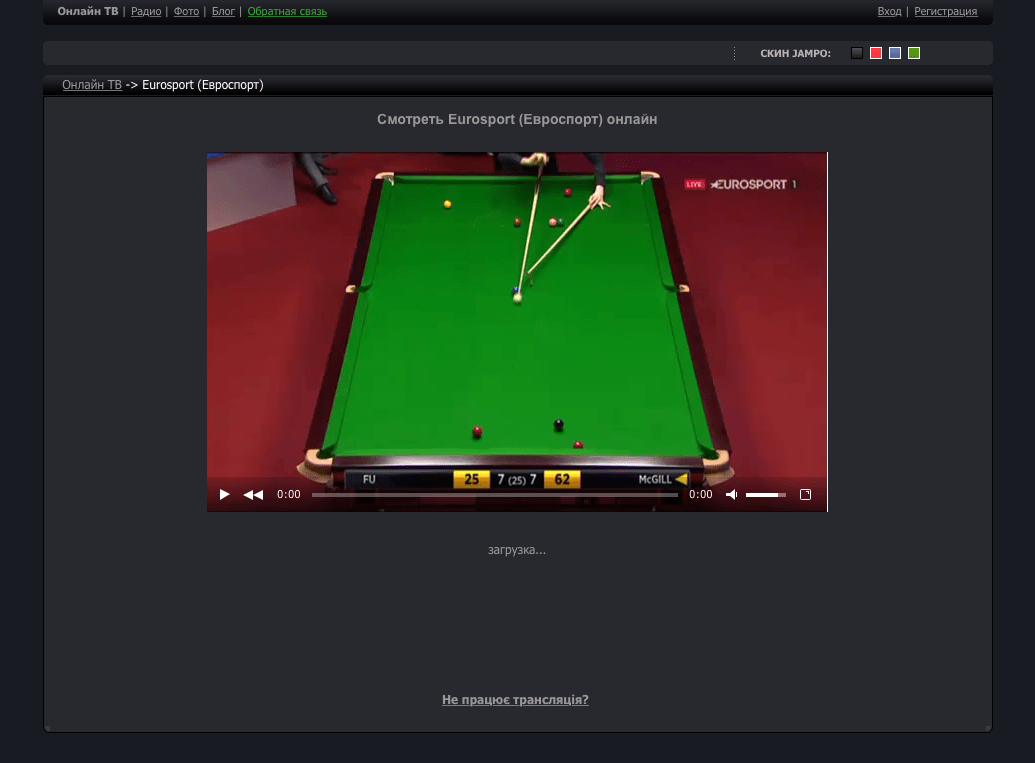 Онлайн ТВ | Радио | Фото | Блог | Обратная связь
Вход | Регистрация
СКИН JAMPO:
Онлайн ТВ -> Eurosport (Евроспорт)
Смотреть Eurosport (Евроспорт) онлайн
LIVE EUROSPORT 1
FU 25 7 (25) 7 62 McGILL
0:00 0:00
загрузка...
Не працює трансляція?